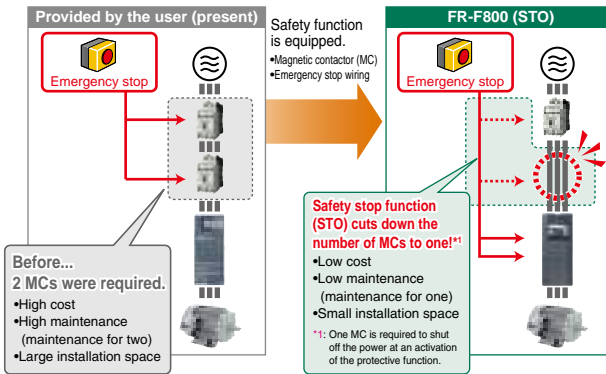 Provided by the user (present)
Emergency stop
Before...
2 MCs were required.
•High cost
•High maintenance
(maintenance for two)
•Large installation space
Safety function
is equipped.
•Magnetic contactor (MC)
•Emergency stop wiring
FR-F800 (STO)
Emergency stop
Safety stop function
(STO) cuts down the
number of MCs to one!*1
•Low cost
•Low maintenance
(maintenance for one)
•Small installation space
*1: One MC is required to shut
off the power at an activation
of the protective function.